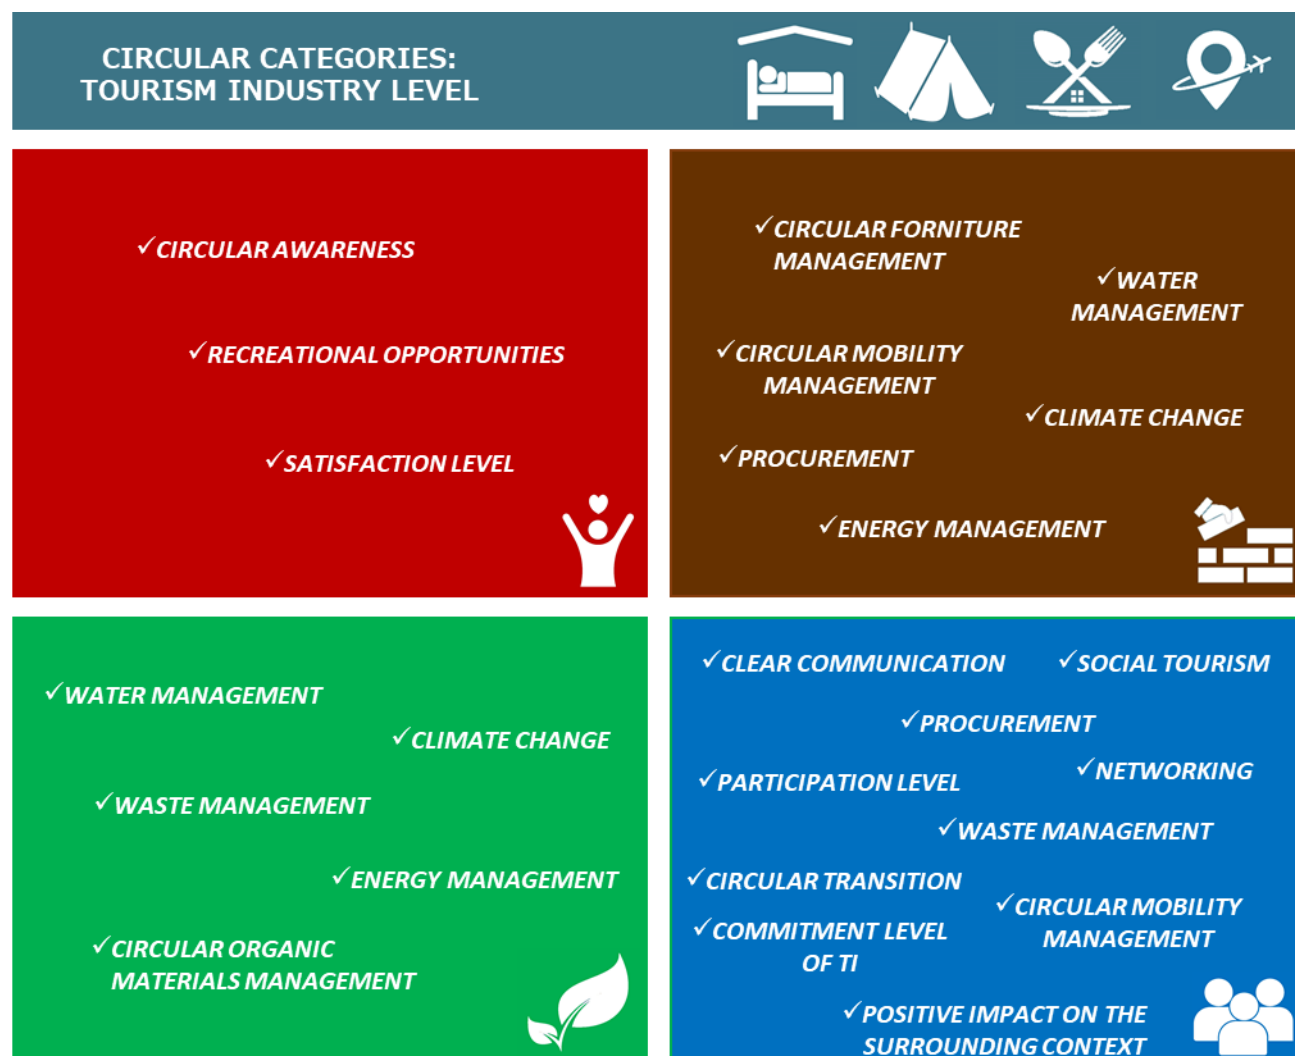 CIRCULAR CATEGORIES:
TOURISM INDUSTRY LEVEL
✓CIRCULAR AWARENESS
✓RECREATIONAL OPPORTUNITIES
✓SATISFACTION LEVEL
✓CIRCULAR FORNITURE
MANAGEMENT
✓WATER
MANAGEMENT
✓CIRCULAR MOBILITY
MANAGEMENT
✓CLIMATE CHANGE
✓PROCUREMENT
✓ENERGY MANAGEMENT
✓WATER MANAGEMENT
✓CLIMATE CHANGE
✓WASTE MANAGEMENT
✓ENERGY MANAGEMENT
✓CIRCULAR ORGANIC
MATERIALS MANAGEMENT
✓CLEAR COMMUNICATION
✓SOCIAL TOURISM
✓PROCUREMENT
✓NETWORKING
✓PARTICIPATION LEVEL
✓WASTE MANAGEMENT
✓CIRCULAR TRANSITION
✓CIRCULAR MOBILITY
MANAGEMENT
✓COMMITMENT LEVEL
OF TI
✓POSITIVE IMPACT ON THE
SURROUNDING CONTEXT